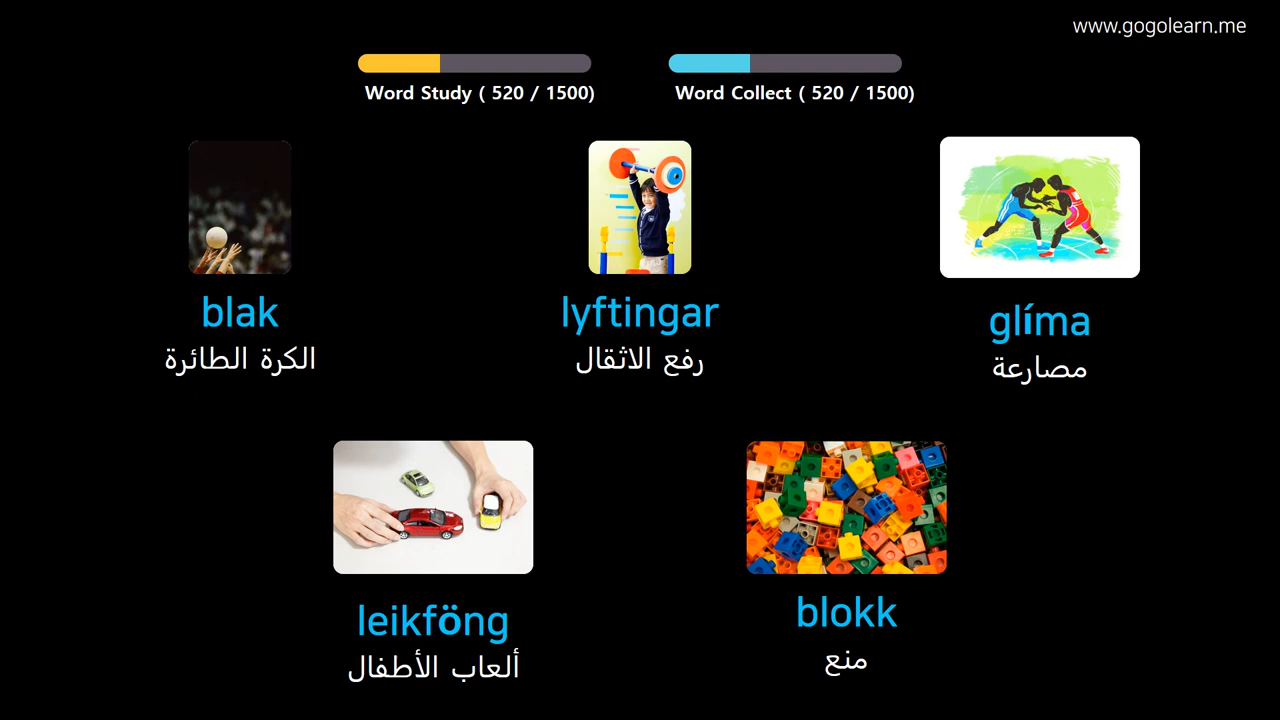 www.gogolearn.me
Word Study ( 520 / 1500)
Word Collect ( 520 / 1500)
blak
الكرة الطائرة
lyftingar
رفع الاثقال
glíma
مصارعة
leikföng
ألعاب الأطفال
blokk
منع